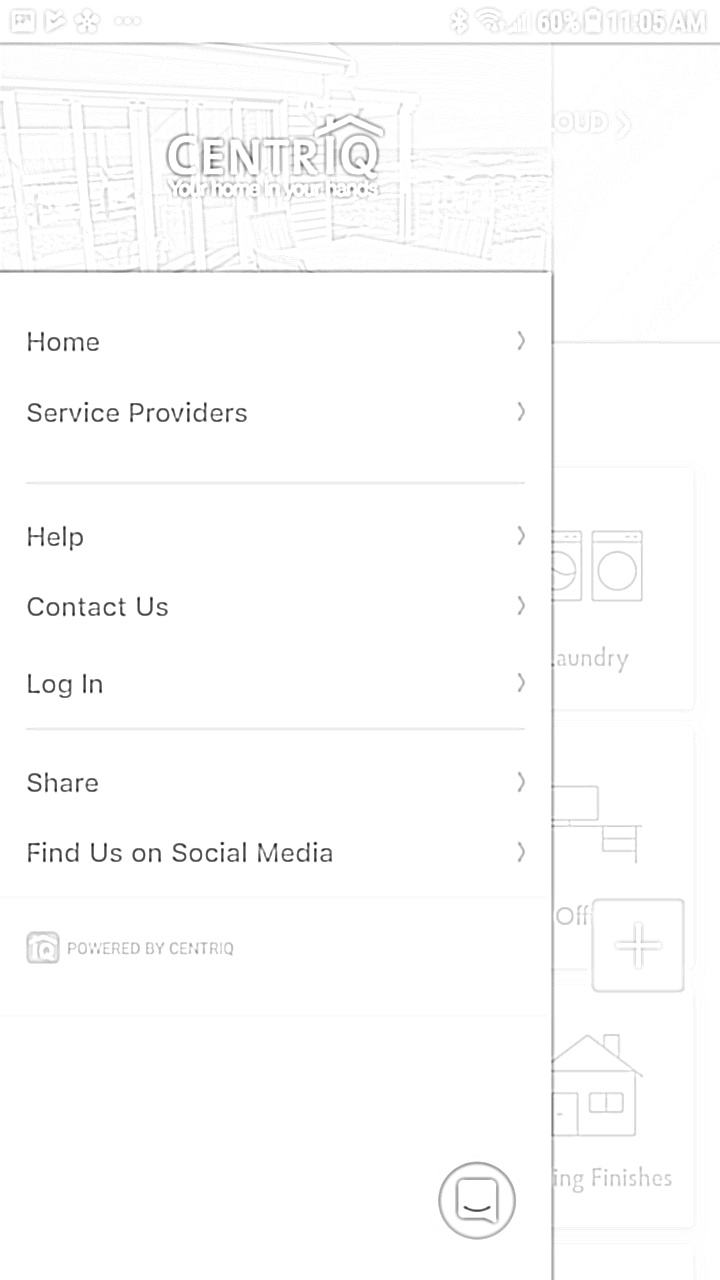 60% 11:05 AM
OUD
CENTRIQ
Your home in your hands
Home
Service Providers
Help
Contact Us
Log In
Share
Find Us on Social Media
POWERED BY CENTRIQ
aundry
Off
ing Finishes